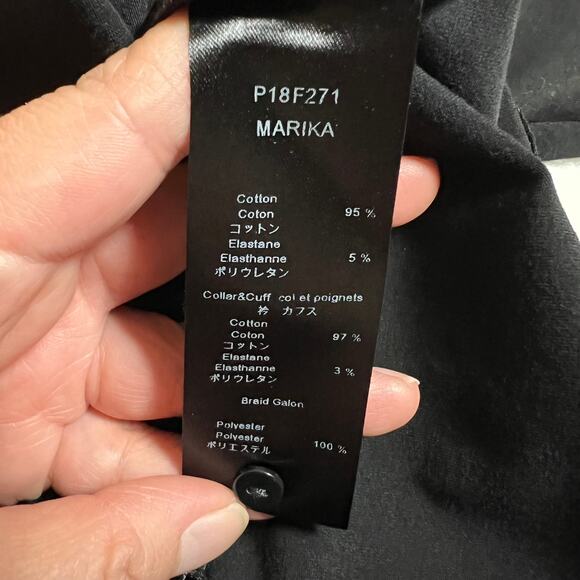 P18F271
MARIKA
Cotton
Coton 95 %
コットン
Elastane
Elasthanne 5 %
ポリウレタン
Collar&Cuff col et poignets
衿 カフス
Cotton
Coton 97 %
コットン
Elastane
Elasthanne 3 %
ポリウレタン
Braid Galon
Polyester
Polyester 100 %
ポリエステル